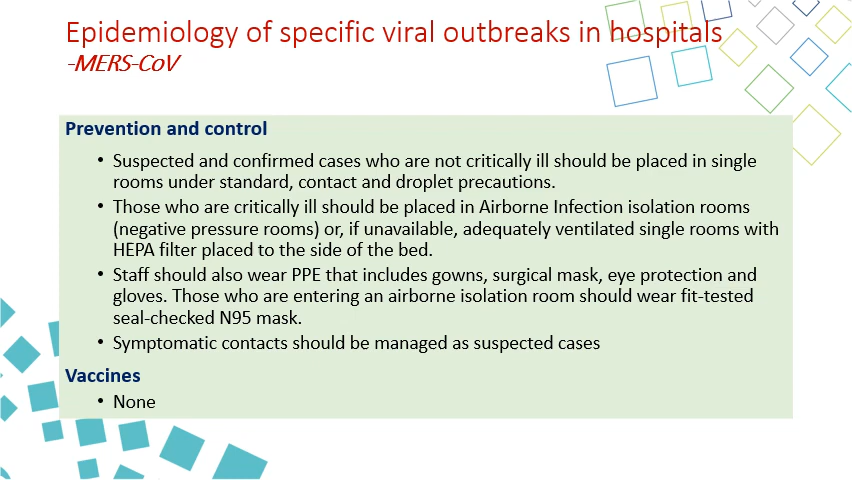 Epidemiology of specific viral outbreaks in hospitals
-MERS-CoV
Prevention and control
• Suspected and confirmed cases who are not critically ill should be placed in single
rooms under standard, contact and droplet precautions.
• Those who are critically ill should be placed in Airborne Infection isolation rooms
(negative pressure rooms) or, if unavailable, adequately ventilated single rooms with
HEPA filter placed to the side of the bed.
• Staff should also wear PPE that includes gowns, surgical mask, eye protection and
gloves. Those who are entering an airborne isolation room should wear fit-tested
seal-checked N95 mask.
• Symptomatic contacts should be managed as suspected cases
Vaccines
• None